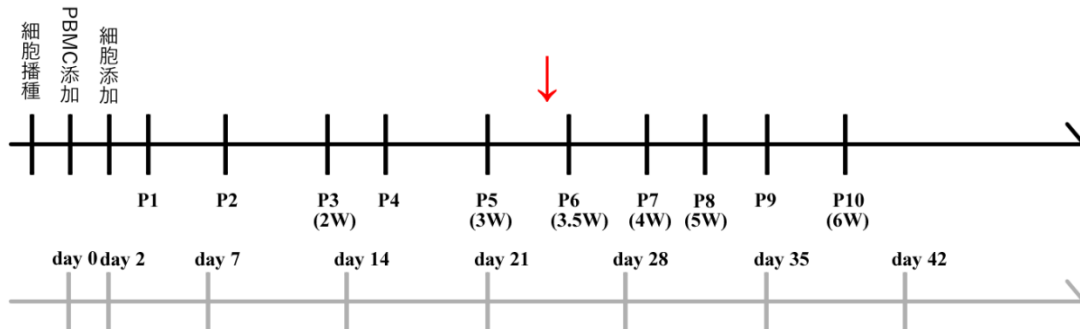 細胞播種
PBMC添加
細胞添加
P1
P2
P3
(2W)
P4
P5
(3W)
P6
(3.5W)
P7
(4W)
P8
(5W)
P9
P10
(6W)
day 0
day 2
day 7
day 14
day 21
day 28
day 35
day 42